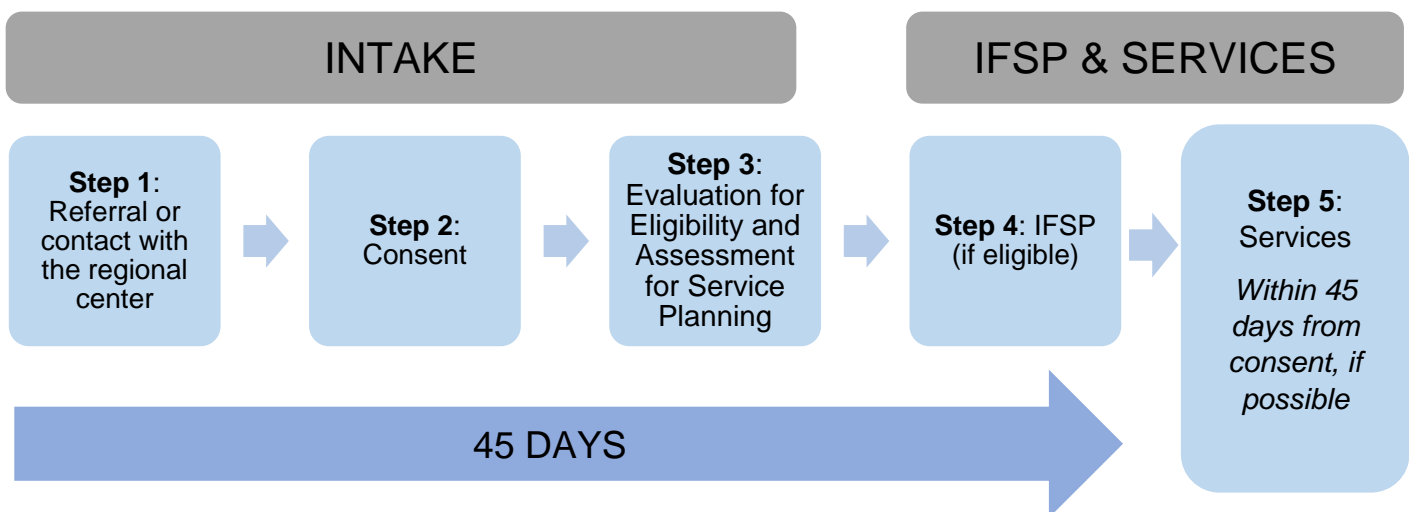 INTAKE
IFSP & SERVICES
Step 1:
Referral or
contact with
the regional
center
Step 2:
Consent
Step 3:
Evaluation for
Eligibility and
Assessment
for Service
Planning
Step 4: IFSP
(if eligible)
Step 5:
Services
Within 45
days from
consent, if
possible
45 DAYS